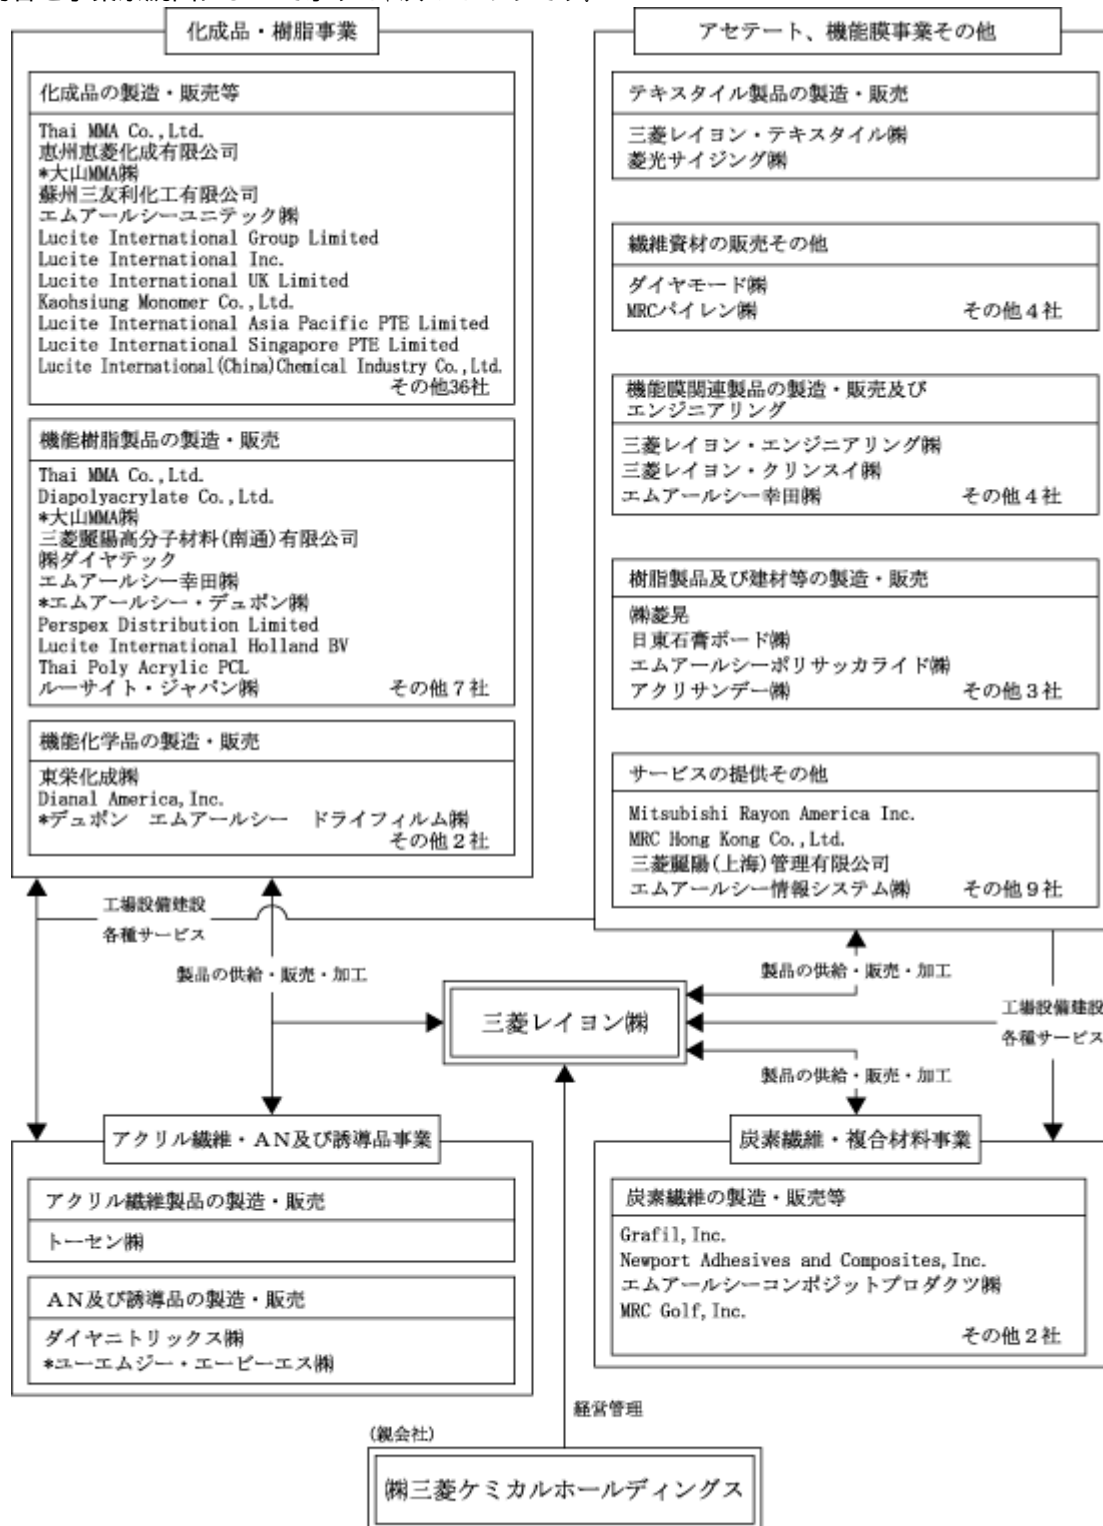 化成品・樹脂事業
化成品の製造・販売等
Thai MMA Co.,Ltd.
恵州恵菱化成有限公司
*大山MMA㈱
蘇州三友利化工有限公司
エムアールシーユニテック㈱
Lucite International Group Limited
Lucite International Inc.
Lucite International UK Limited
Kaohsiung Monomer Co.,Ltd.
Lucite International Asia Pacific PTE Limited
Lucite International Singapore PTE Limited
Lucite International(China)Chemical Industry Co.,Ltd.
その他36社
機能樹脂製品の製造・販売
Thai MMA Co.,Ltd.
Diapolyacrylate Co.,Ltd.
*大山MMA㈱
三菱麗陽高分子材料(南通)有限公司
㈱ダイヤテック
エムアールシー幸田㈱
*エムアールシー・デュポン㈱
Perspex Distribution Limited
Lucite International Holland BV
Thai Poly Acrylic PCL
ルーサイト・ジャパン㈱ その他7社
機能化学品の製造・販売
東栄化成㈱
Dianal America,Inc.
*デュポン エムアールシー ドライフィルム㈱
その他2社
アセテート、機能膜事業その他
テキスタイル製品の製造・販売
三菱レイヨン・テキスタイル㈱
菱光サイジング㈱
繊維資材の販売その他
ダイヤモード㈱
MRCパイレン㈱ その他4社
機能膜関連製品の製造・販売及び
エンジニアリング
三菱レイヨン・エンジニアリング㈱
三菱レイヨン・クリンスイ㈱
エムアールシー幸田㈱ その他4社
樹脂製品及び建材等の製造・販売
㈱菱晃
日東石膏ボード㈱
エムアールシーポリサッカライド㈱
アクリサンデー㈱ その他3社
サービスの提供その他
Mitsubishi Rayon America Inc.
MRC Hong Kong Co.,Ltd.
三菱麗陽(上海)管理有限公司
エムアールシー情報システム㈱ その他9社
工場設備建設
各種サービス
製品の供給・販売・加工
製品の供給・販売・加工
三菱レイヨン㈱
工場設備建設
各種サービス
製品の供給・販売・加工
アクリル繊維・AN及び誘導品事業
アクリル繊維製品の製造・販売
トーセン㈱
AN及び誘導品の製造・販売
ダイヤニトリックス㈱
*ユーエムジー・エービーエス㈱
炭素繊維・複合材料事業
炭素繊維の製造・販売等
Grafil,Inc.
Newport Adhesives and Composites,Inc.
エムアールシーコンポジットプロダクツ㈱
MRC Golf,Inc.
その他2社
経営管理
(親会社)
㈱三菱ケミカルホールディングス